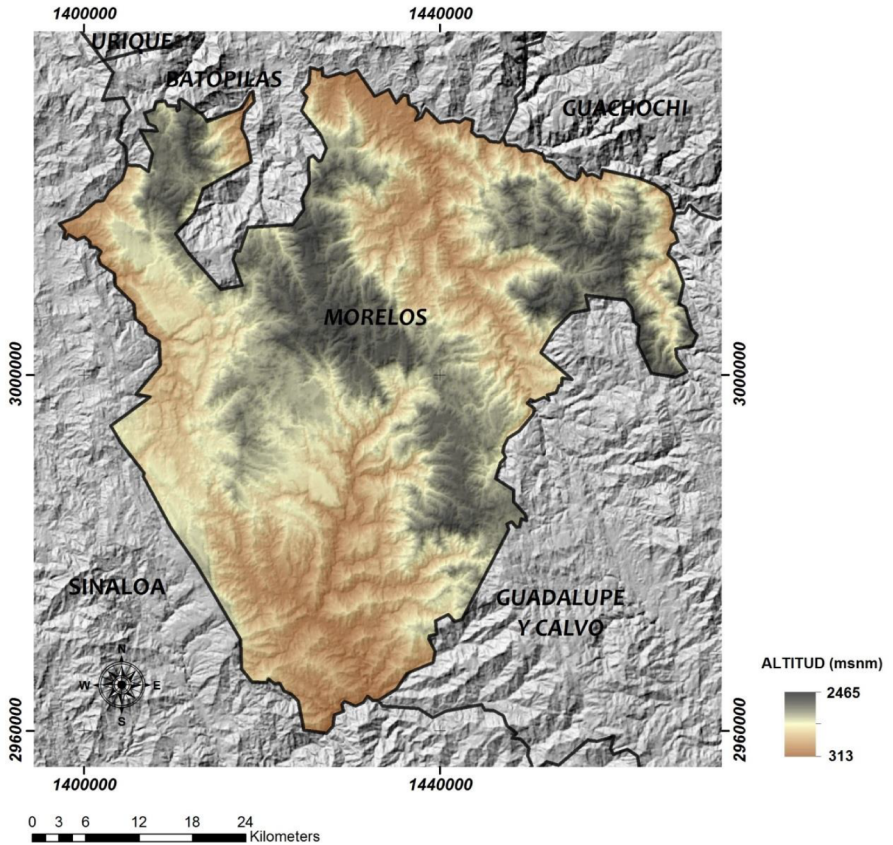 1400000
1440000
URIQUE
BATOPILAS
GUACHOCHI
MORELOS
3000000
3000000
SINALOA
GUADALUPE
Y CALVO
N
W
E
S
ALTITUD (msnm)
2465
313
2960000
2960000
1400000
1440000
0 3 6 12 18 24
Kilometers